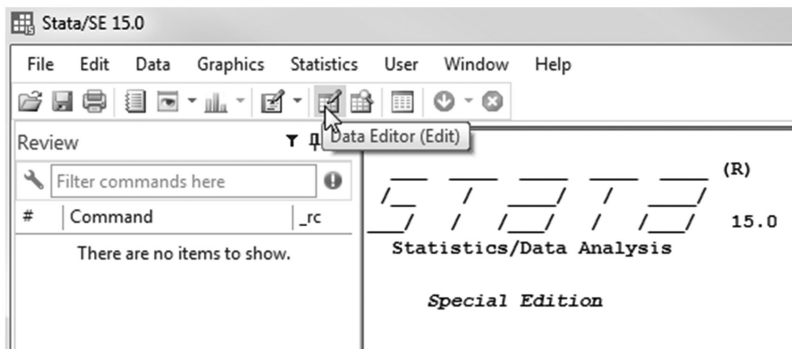 Stata/SE 15.0
File Edit Data Graphics Statistics User Window Help
Data Editor (Edit)
Review
Filter commands here
# Command _rc
There are no items to show.
(R)
STATA
15.0
Statistics/Data Analysis
Special Edition